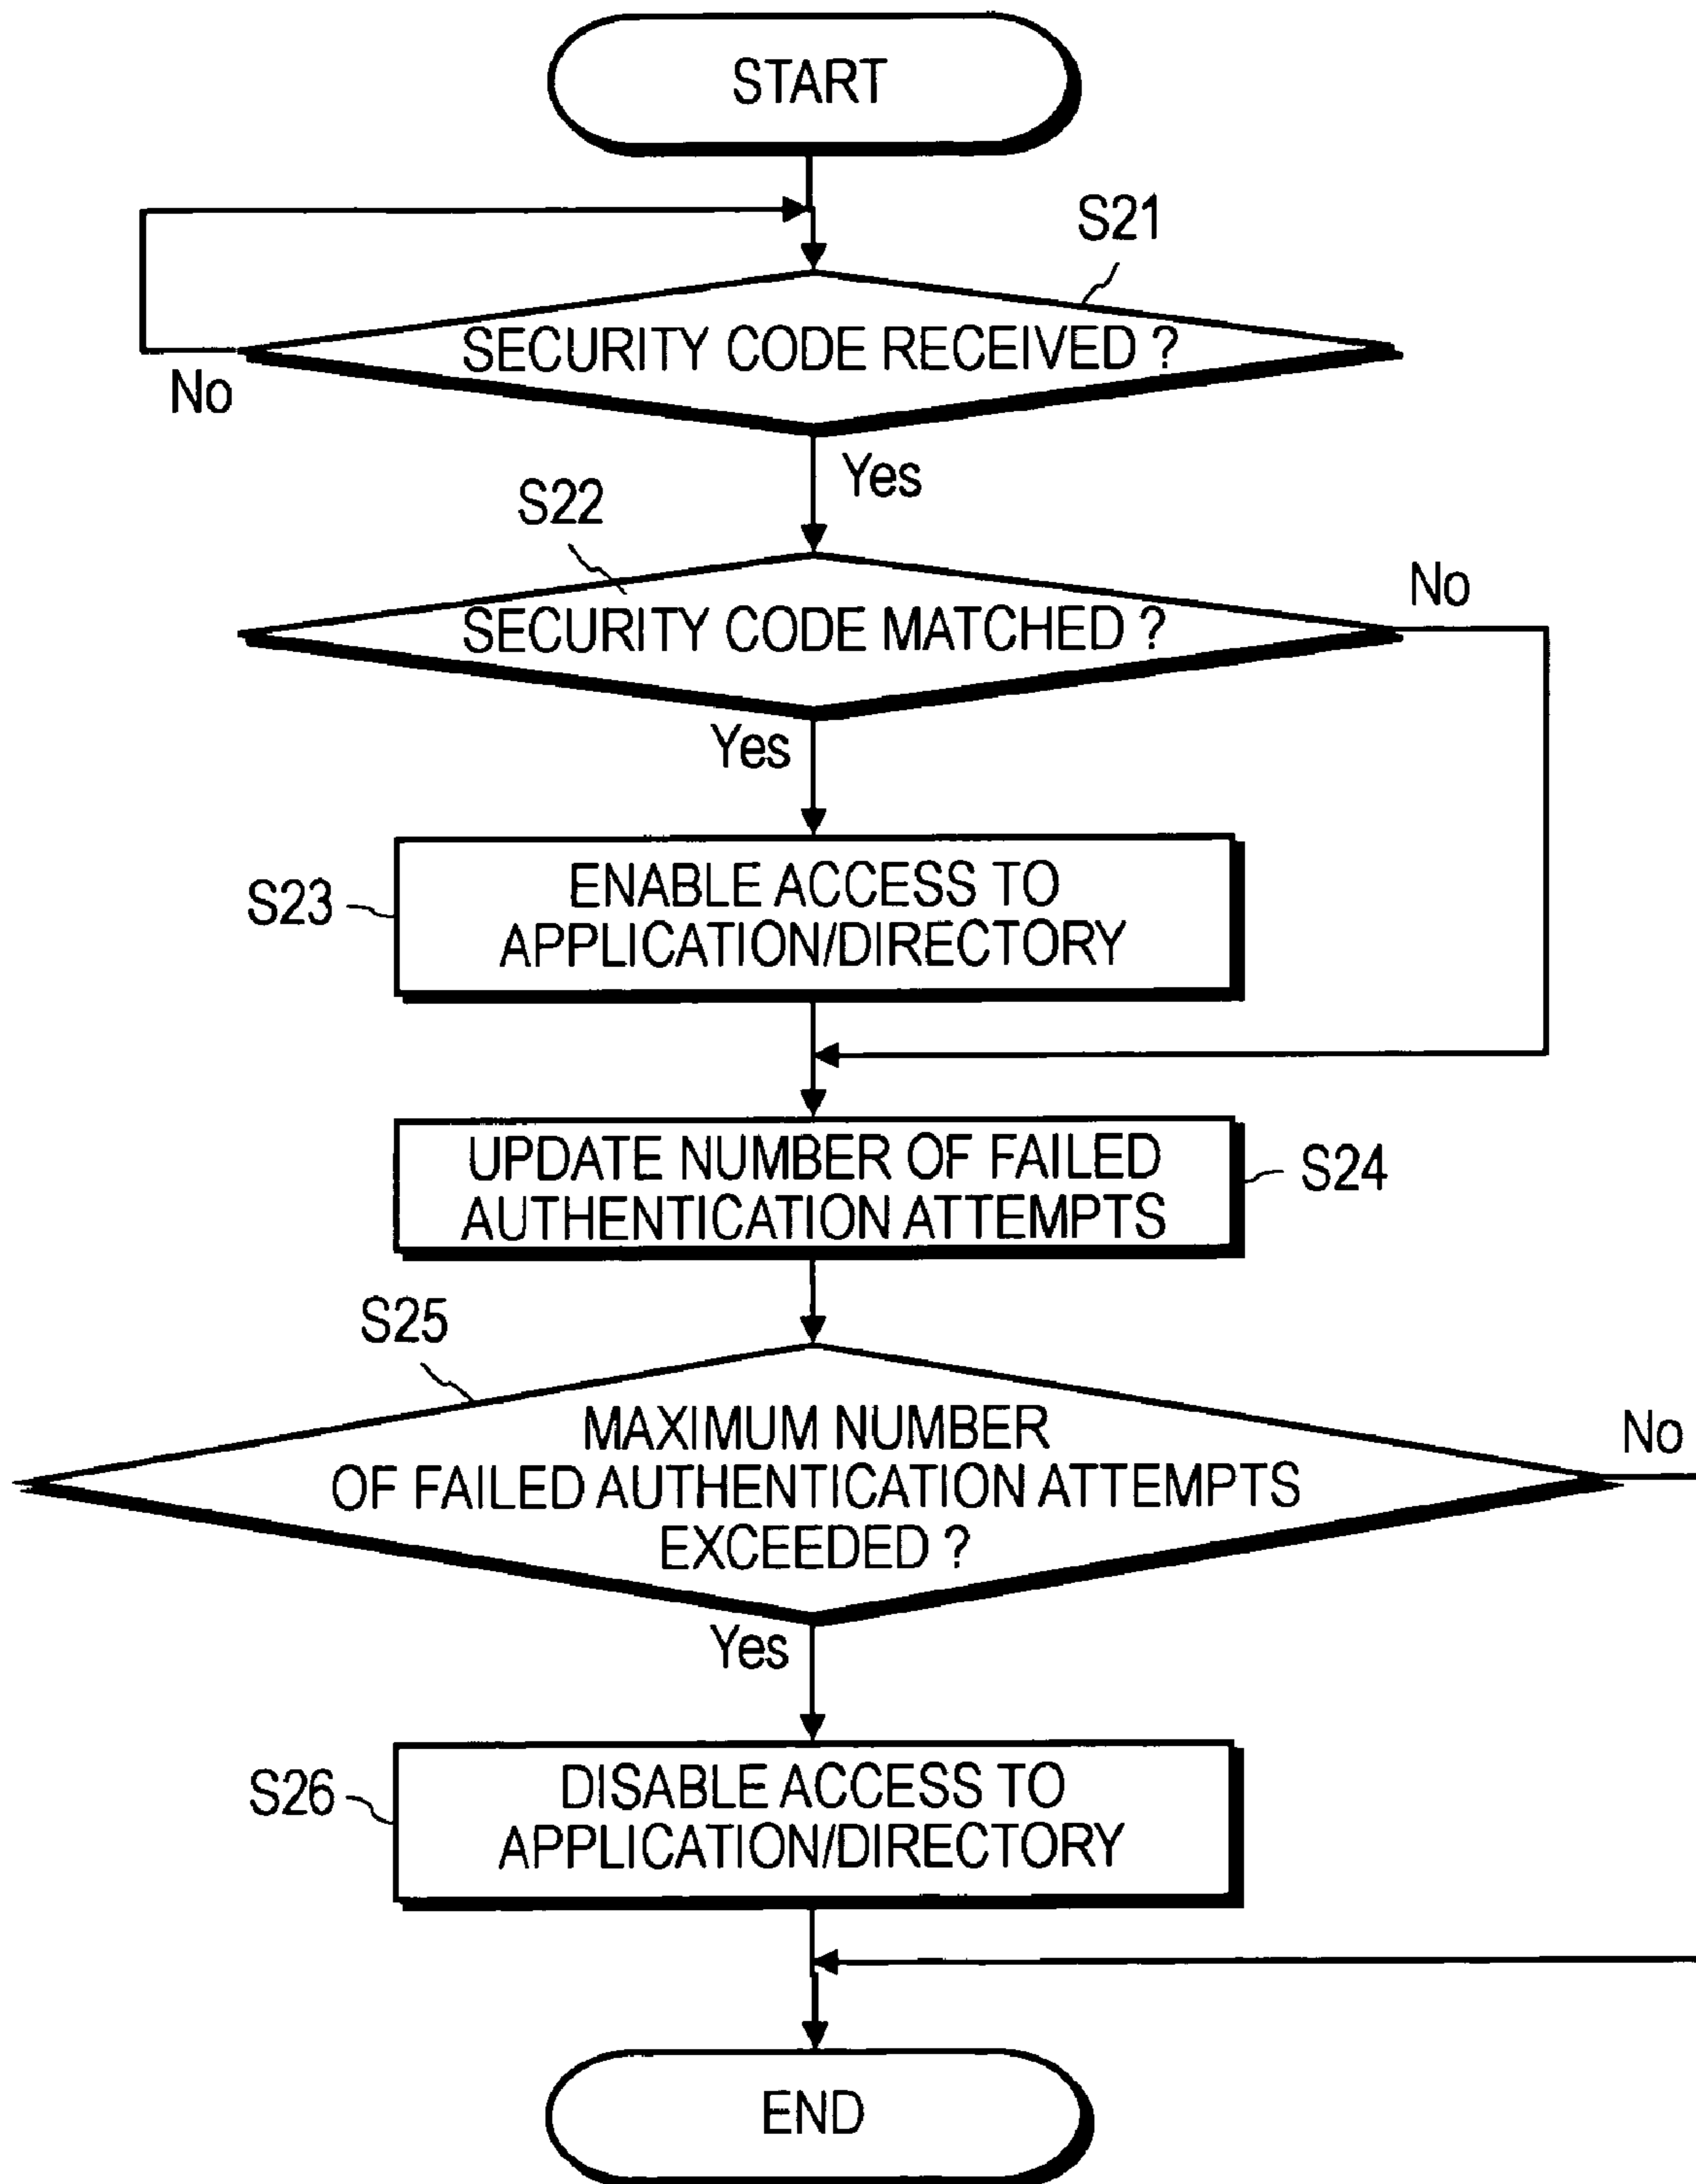 START
S21
SECURITY CODE RECEIVED ?
No
Yes
S22
No
SECURITY CODE MATCHED ?
Yes
S23
ENABLE ACCESS TO
APPLICATION/DIRECTORY
UPDATE NUMBER OF FAILED
AUTHENTICATION ATTEMPTS
S24
S25
MAXIMUM NUMBER
OF FAILED AUTHENTICATION ATTEMPTS
EXCEEDED ?
No
Yes
S26
DISABLE ACCESS TO
APPLICATION/DIRECTORY
END